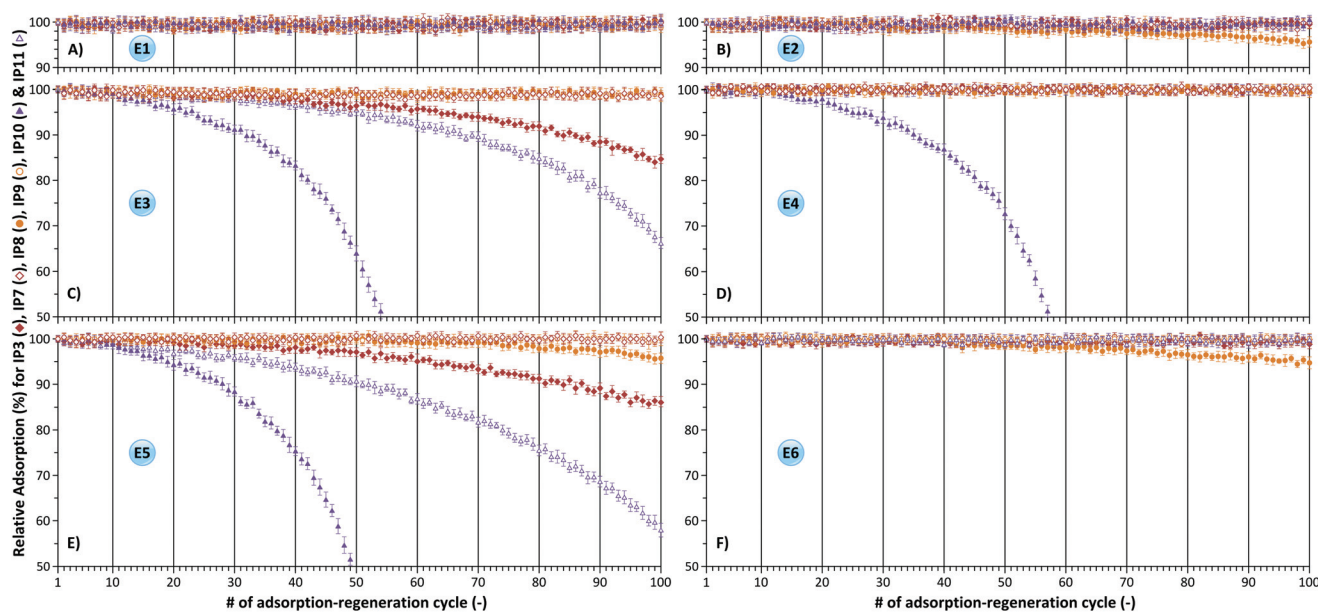 Relative Adsorption (%) for IP3 (◆), IP7 (◇), IP8 (●), IP9 (○), IP10 (▲) & IP11 (△)
100
90
A)
E1
100
90
B)
E2
100
90
80
70
60
50
C)
E3
100
90
80
70
60
50
D)
E4
100
90
80
70
60
50
E)
E5
1 10 20 30 40 50 60 70 80 90 100
# of adsorption-regeneration cycle (-)
100
90
80
70
60
50
F)
E6
1 10 20 30 40 50 60 70 80 90 100
# of adsorption-regeneration cycle (-)